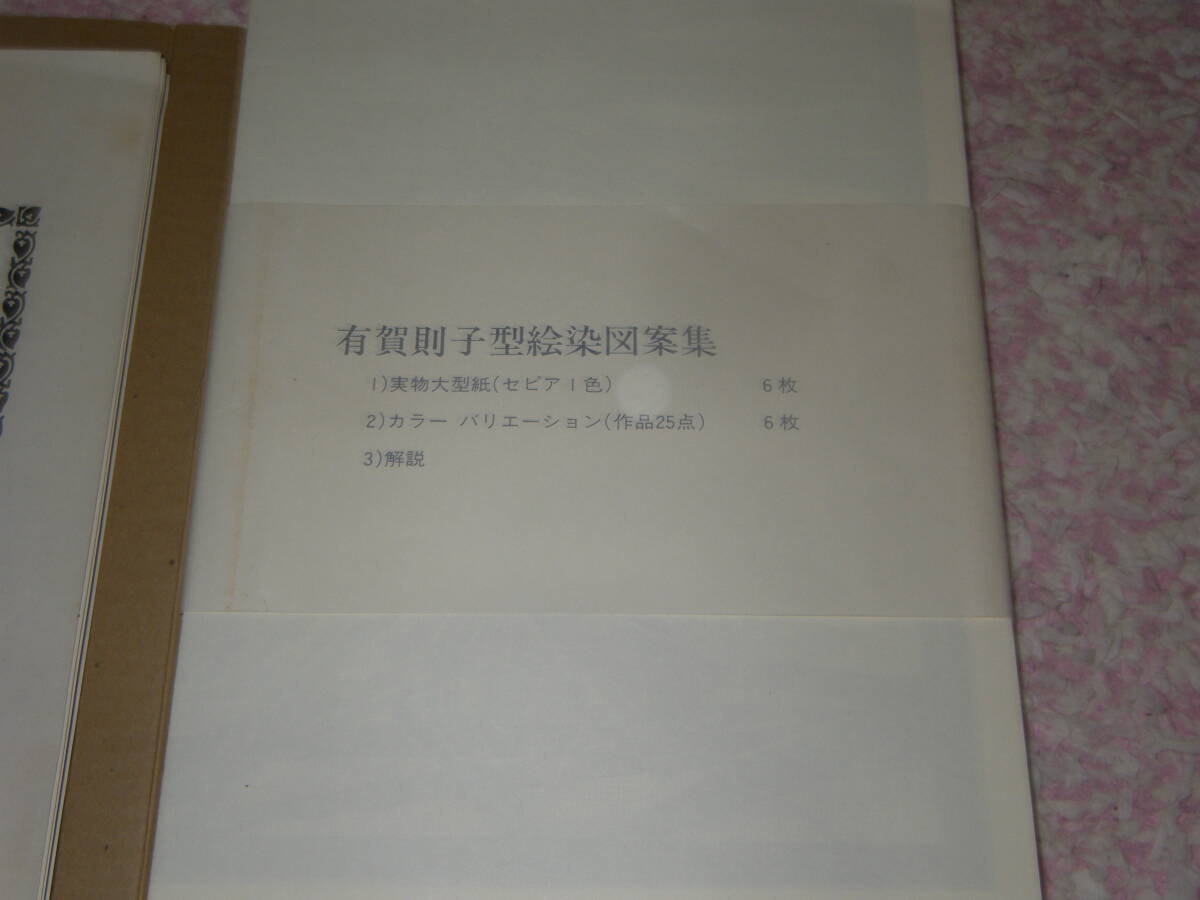 有賀則子型絵染図案集
1)実物大型紙(セピア1色) 6枚
2)カラー バリエーション(作品25点) 6枚
3)解説